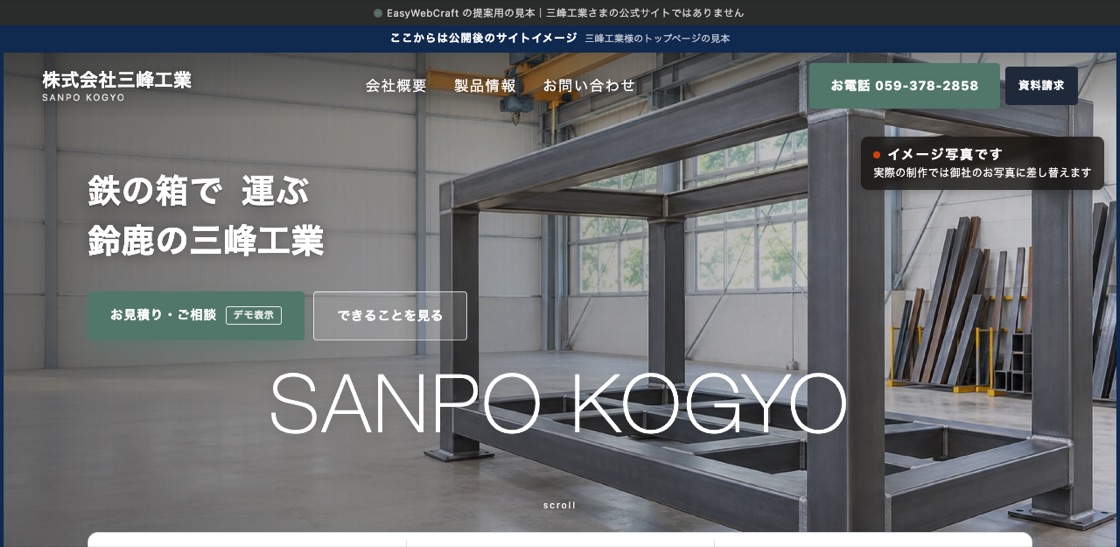 EasyWebCraft の提案用の見本｜三峰工業さまの公式サイトではありません
ここからは公開後のサイトイメージ 三峰工業様のトップページの見本
株式会社三峰工業
SANPO KOGYO
会社概要 製品情報 お問い合わせ
お電話 059-378-2858
資料請求
イメージ写真です
実際の制作では御社のお写真に差し替えます
鉄の箱で 運ぶ
鈴鹿の三峰工業
お見積り・ご相談 デモ表示
できることを見る
SANPO KOGYO
scroll